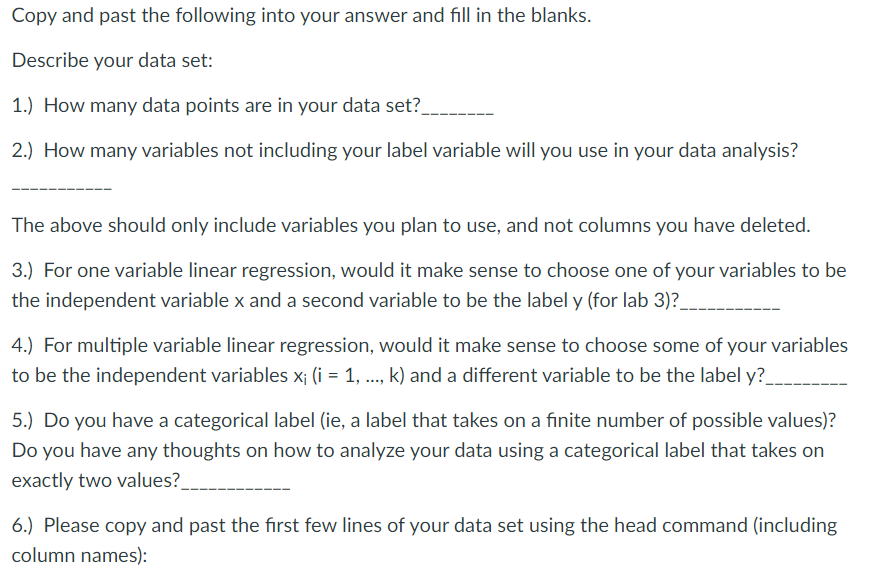 Copy and past the following into your answer and fill in the blanks.
Describe your data set:
1.) How many data points are in your data set?________
2.) How many variables not including your label variable will you use in your data analysis?
___________
The above should only include variables you plan to use, and not columns you have deleted.
3.) For one variable linear regression, would it make sense to choose one of your variables to be
the independent variable x and a second variable to be the label y (for lab 3)?___________
4.) For multiple variable linear regression, would it make sense to choose some of your variables
to be the independent variables xᵢ (i = 1, ..., k) and a different variable to be the label y?_________
5.) Do you have a categorical label (ie, a label that takes on a finite number of possible values)?
Do you have any thoughts on how to analyze your data using a categorical label that takes on
exactly two values?____________
6.) Please copy and past the first few lines of your data set using the head command (including
column names):